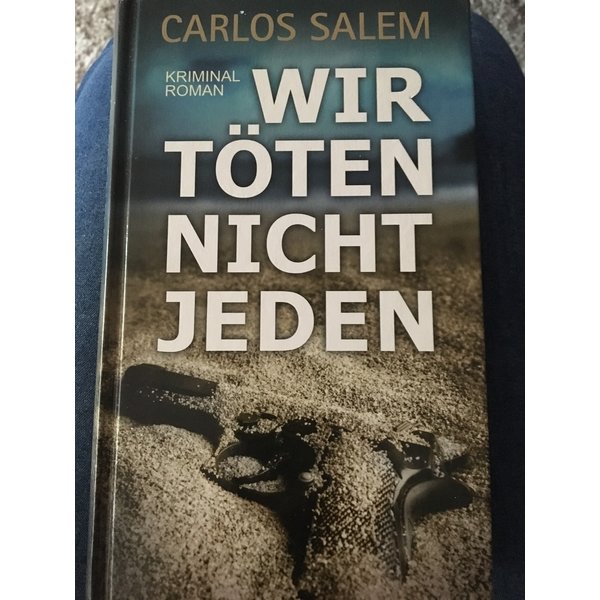 CARLOS SALEM
KRIMINAL
ROMAN
WIR
TÖTEN
NICHT
JEDEN